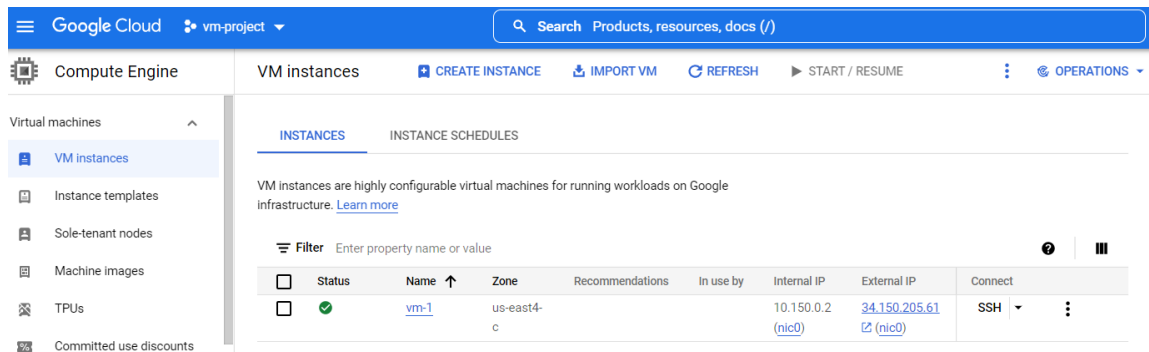 Google Cloud vm-project Search Products, resources, docs (/)
Compute Engine VM instances CREATE INSTANCE IMPORT VM REFRESH START / RESUME OPERATIONS
Virtual machines
INSTANCES INSTANCE SCHEDULES
VM instances
VM instances are highly configurable virtual machines for running workloads on Google
infrastructure. Learn more
Instance templates
Sole-tenant nodes
Filter Enter property name or value
Machine images
Status Name Zone Recommendations In use by Internal IP External IP Connect
TPUs
vm-1 us-east4- 10.150.0.2 34.150.205.61 SSH
c (nic0) (nic0)
Committed use discounts